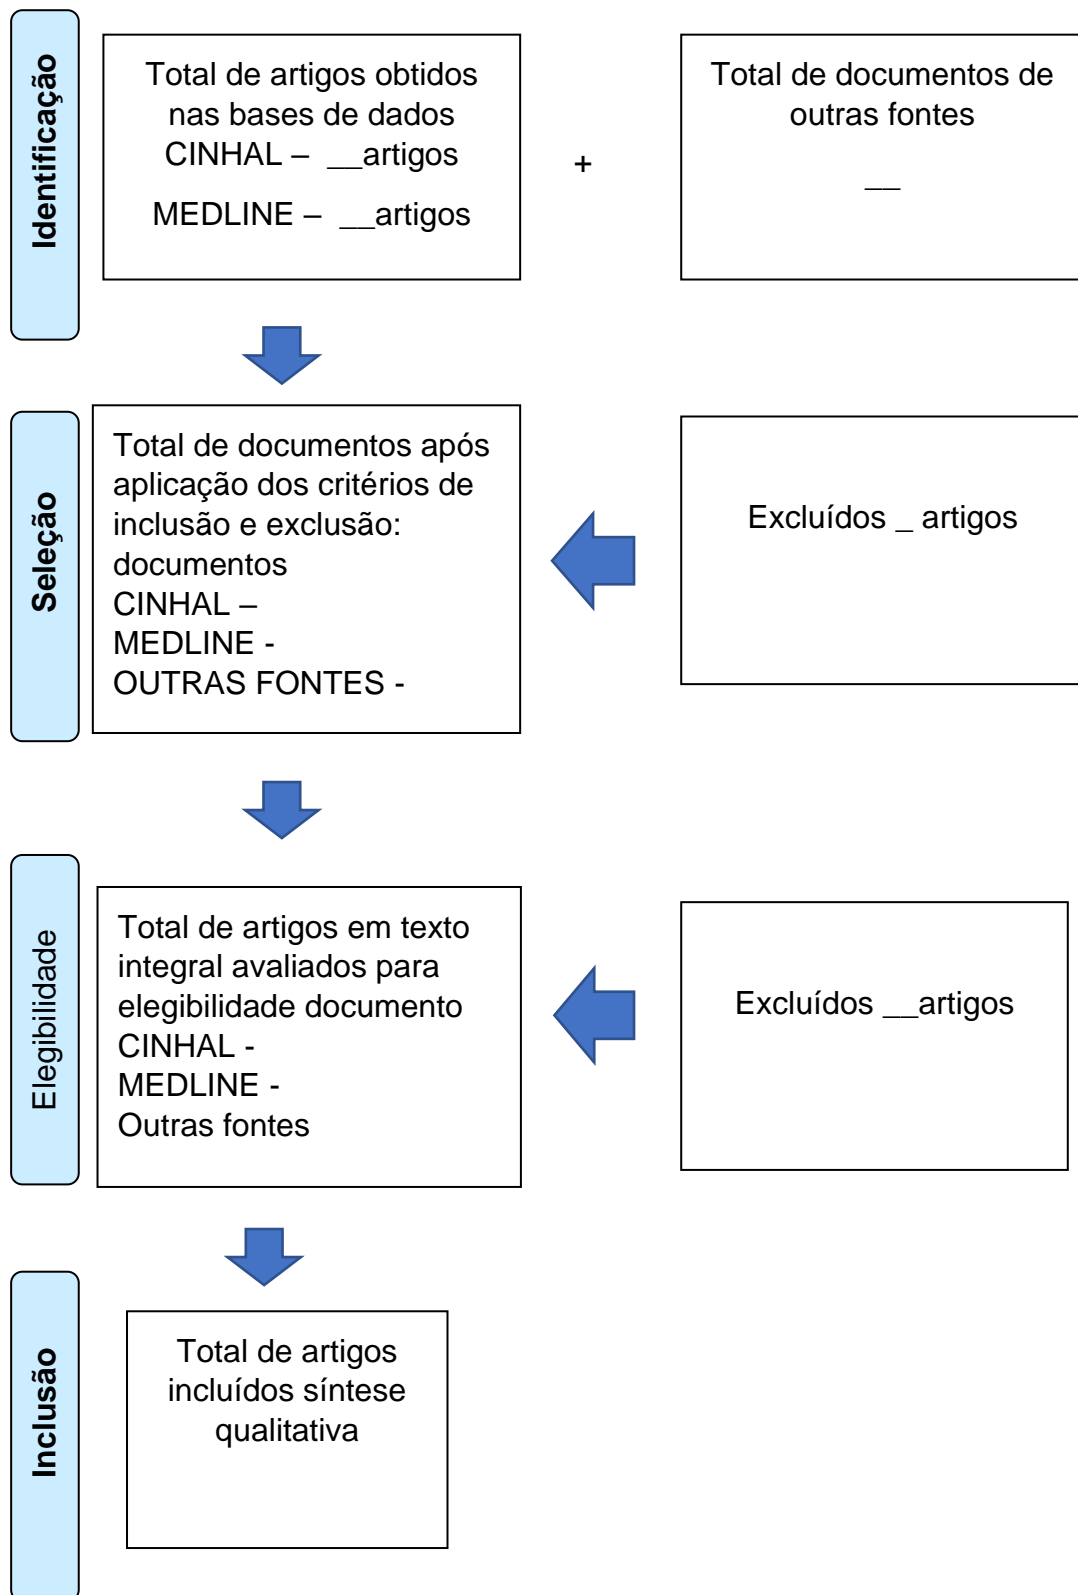 Identificação
Total de artigos obtidos
nas bases de dados
CINHAL – __artigos
MEDLINE – __artigos
+
Total de documentos de
outras fontes
__
Seleção
Total de documentos após
aplicação dos critérios de
inclusão e exclusão:
documentos
CINHAL –
MEDLINE -
OUTRAS FONTES -
Excluídos _ artigos
Elegibilidade
Total de artigos em texto
integral avaliados para
elegibilidade documento
CINHAL -
MEDLINE -
Outras fontes
Excluídos __artigos
Inclusão
Total de artigos
incluídos síntese
qualitativa